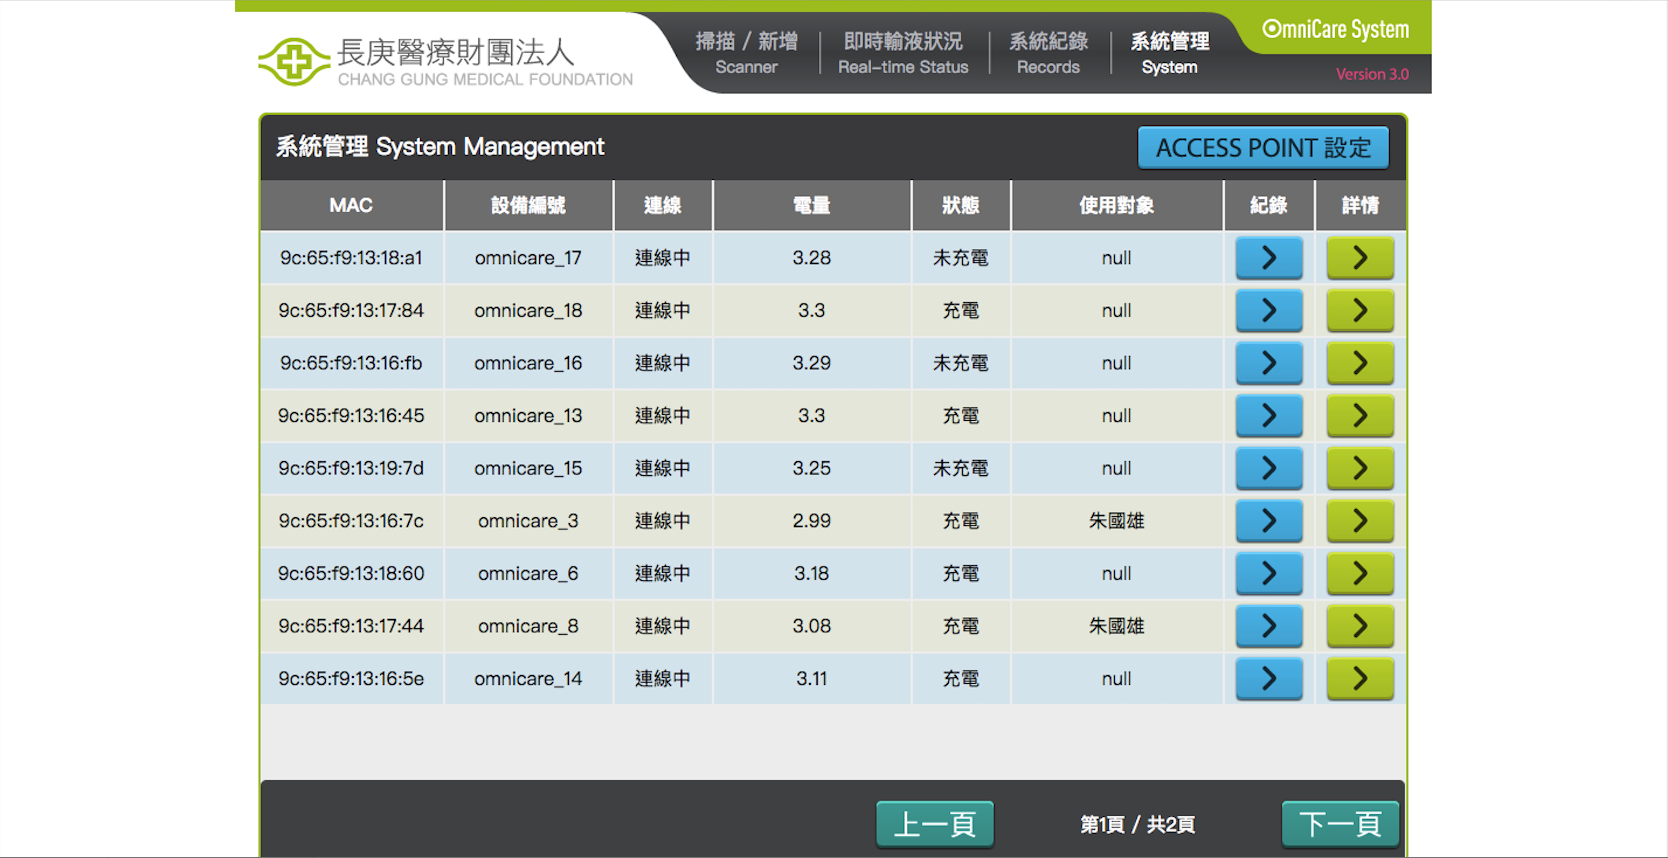 長庚醫療財團法人
CHANG GUNG MEDICAL FOUNDATION
掃描 / 新增 即時輸液狀況 系統紀錄 系統管理
Scanner Real-time Status Records System
OmniCare System
Version 3.0
系統管理 System Management ACCESS POINT 設定
MAC 設備編號 連線 電量 狀態 使用對象 紀錄 詳情
9c:65:f9:13:18:a1 omnicare_17 連線中 3.28 未充電 null
9c:65:f9:13:17:84 omnicare_18 連線中 3.3 充電 null
9c:65:f9:13:16:fb omnicare_16 連線中 3.29 未充電 null
9c:65:f9:13:16:45 omnicare_13 連線中 3.3 充電 null
9c:65:f9:13:19:7d omnicare_15 連線中 3.25 未充電 null
9c:65:f9:13:16:7c omnicare_3 連線中 2.99 充電 朱國雄
9c:65:f9:13:18:60 omnicare_6 連線中 3.18 充電 null
9c:65:f9:13:17:44 omnicare_8 連線中 3.08 充電 朱國雄
9c:65:f9:13:16:5e omnicare_14 連線中 3.11 充電 null
上一頁 第1頁 / 共2頁 下一頁